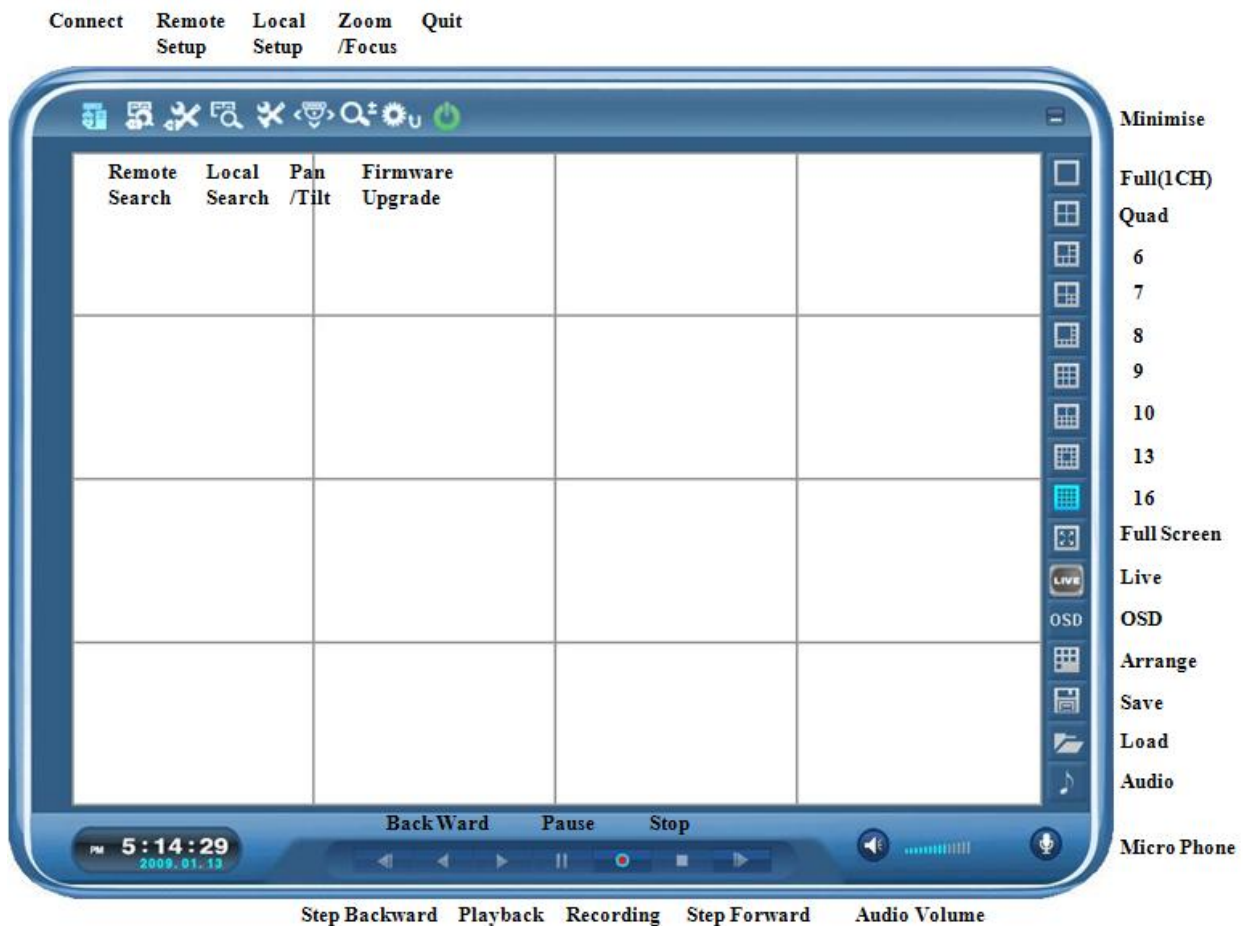 Connect Remote Local Zoom Quit
Setup Setup /Focus
Minimise
Remote Local Pan Firmware
Search Search /Tilt Upgrade
Full(1CH)
Quad
6
7
8
9
10
13
16
Full Screen
LIVE Live
OSD OSD
Arrange
Save
Load
Audio
Back Ward Pause Stop
PM 5:14:29
2009.01.13
Micro Phone
Step Backward Playback Recording Step Forward Audio Volume